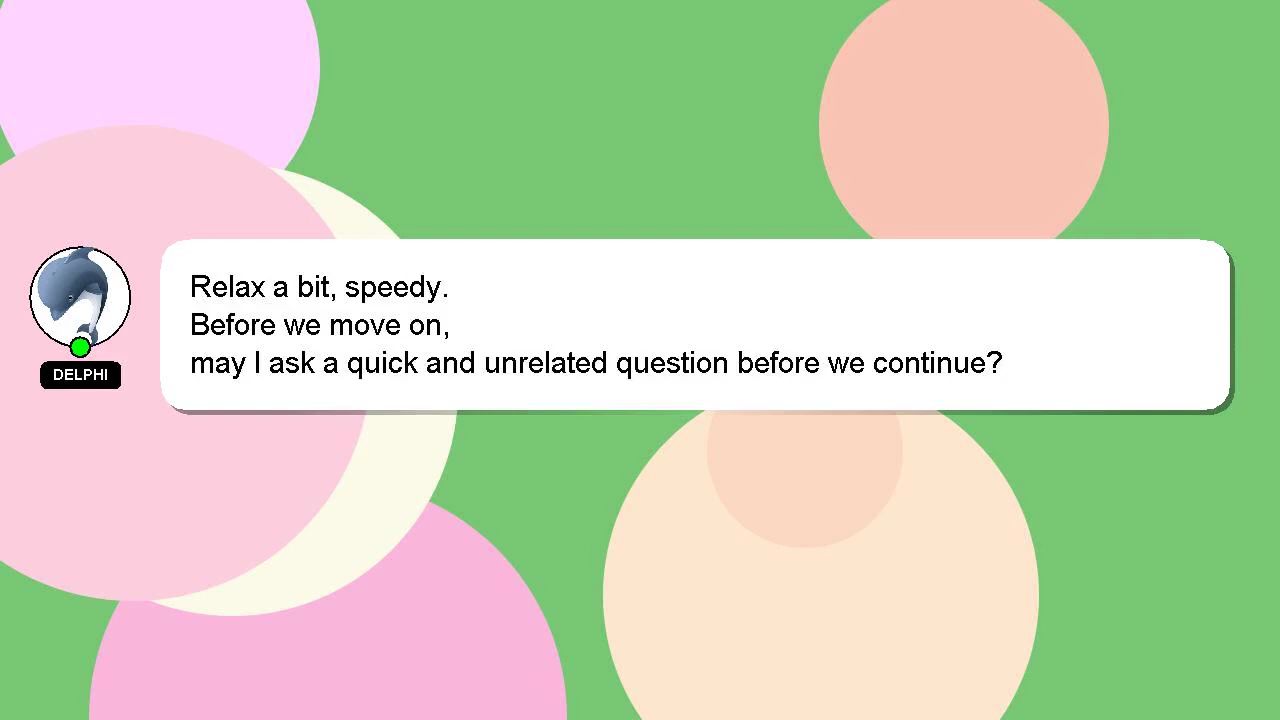 Relax a bit, speedy.
Before we move on,
may I ask a quick and unrelated question before we continue?
DELPHI